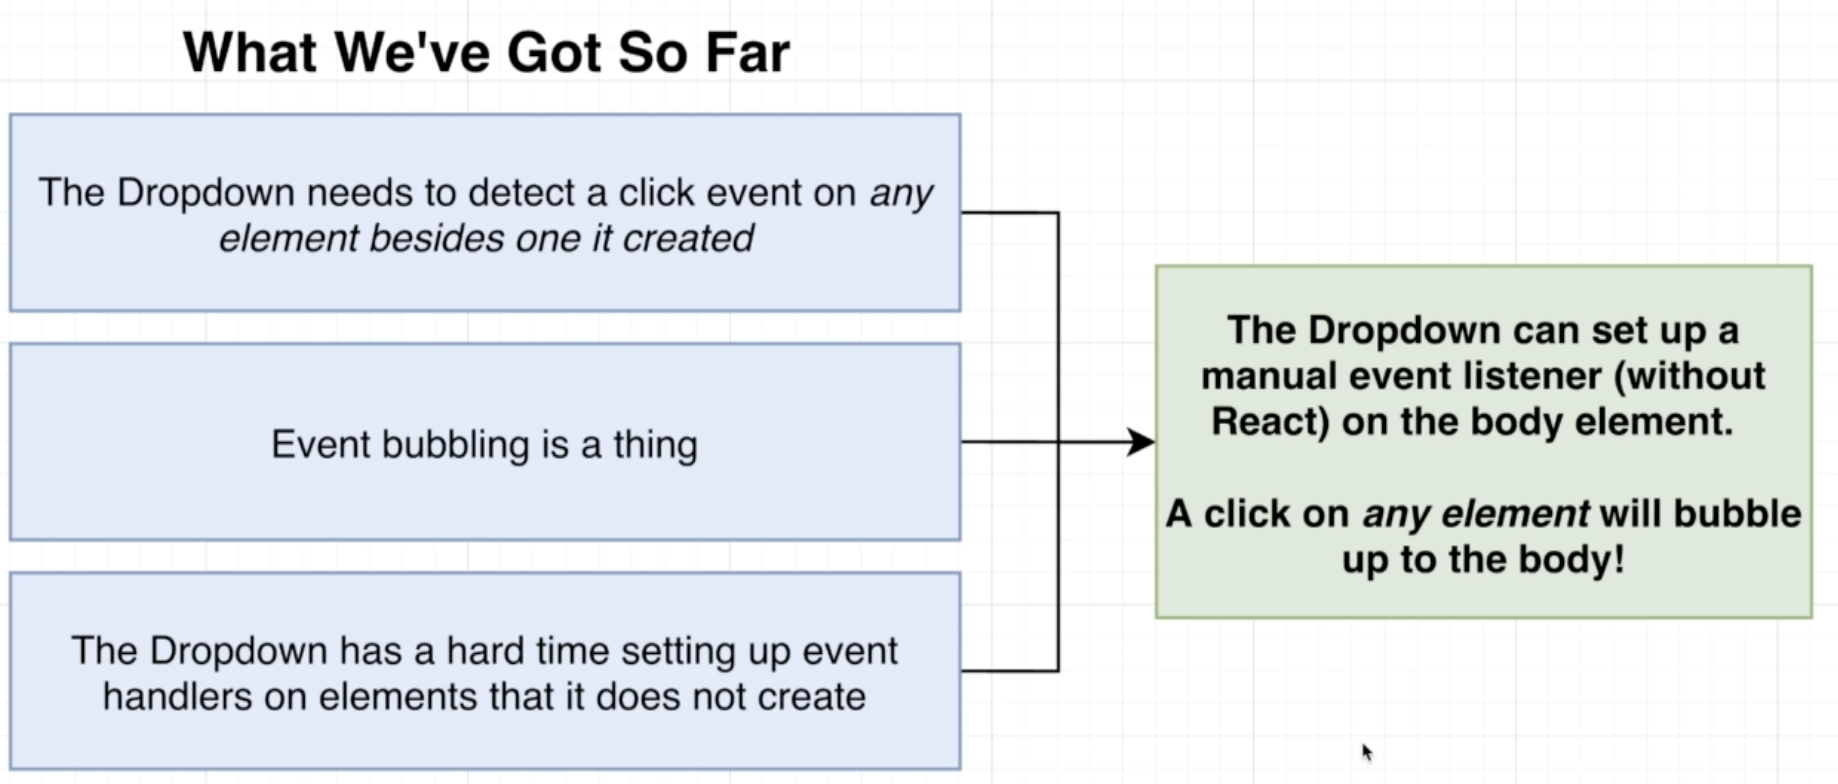 What We've Got So Far
The Dropdown needs to detect a click event on any
element besides one it created
Event bubbling is a thing
The Dropdown has a hard time setting up event
handlers on elements that it does not create
The Dropdown can set up a
manual event listener (without
React) on the body element.
A click on any element will bubble
up to the body!